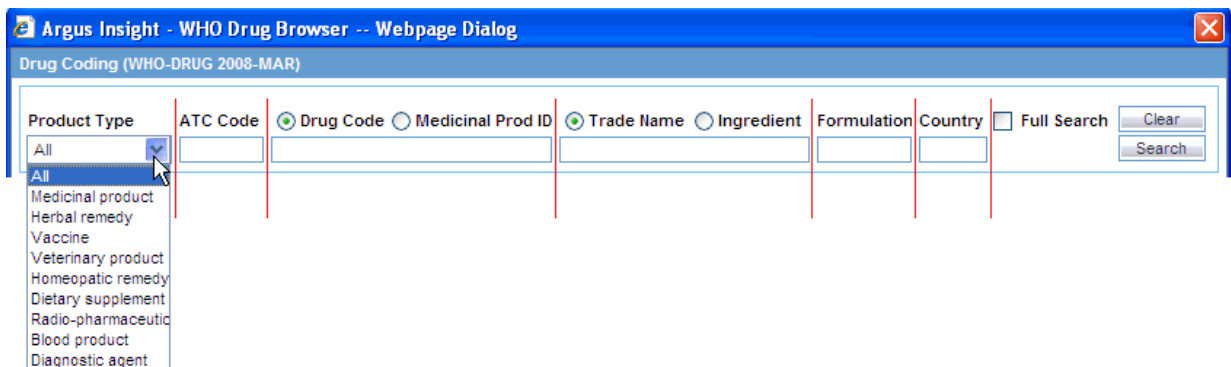 Argus Insight - WHO Drug Browser -- Webpage Dialog
Drug Coding (WHO-DRUG 2008-MAR)
Product Type ATC Code Drug Code Medicinal Prod ID Trade Name Ingredient Formulation Country Full Search Clear
All Search
All
Medicinal product
Herbal remedy
Vaccine
Veterinary product
Homeopatic remedy
Dietary supplement
Radio-pharmaceutic
Blood product
Diagnostic agent